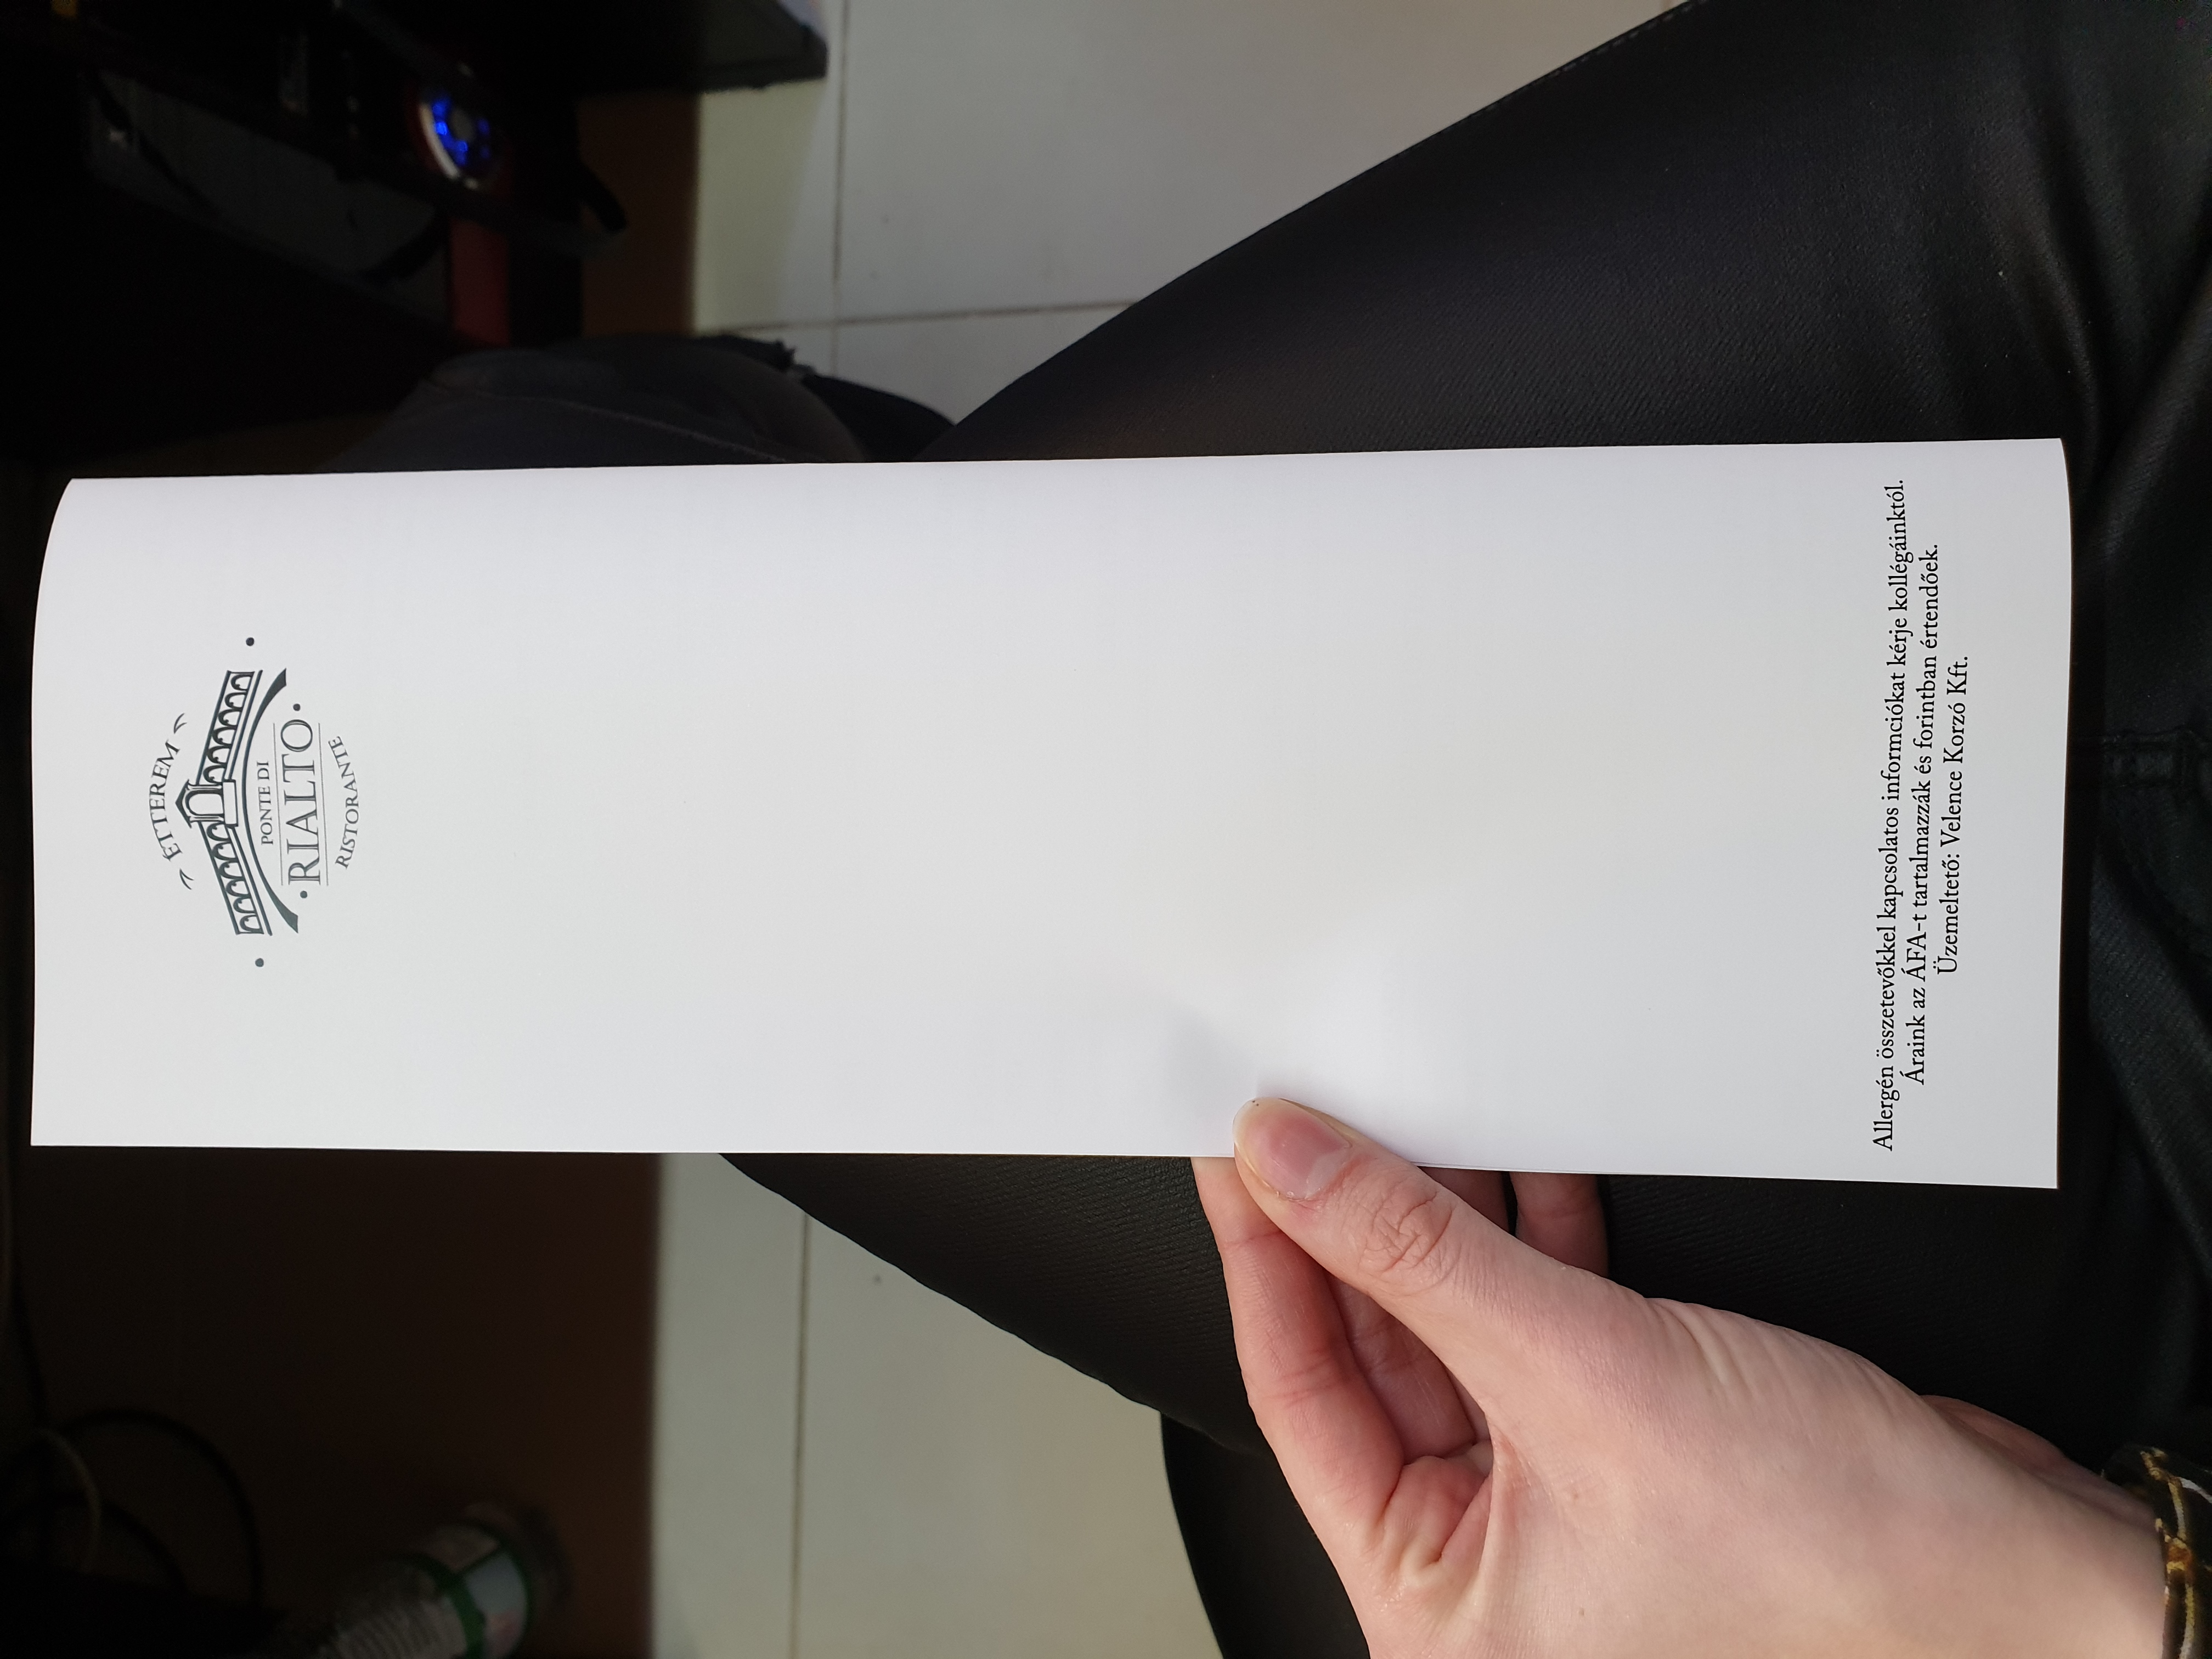 ÉTTEREM
PONTE DI
·RIALTO·
RISTORANTE
Allergén összetevőkkel kapcsolatos informciókat kérje kollégáinktól.
Áraink az ÁFA-t tartalmazzák és forintban értendőek.
Üzemeltető: Velence Korzó Kft.